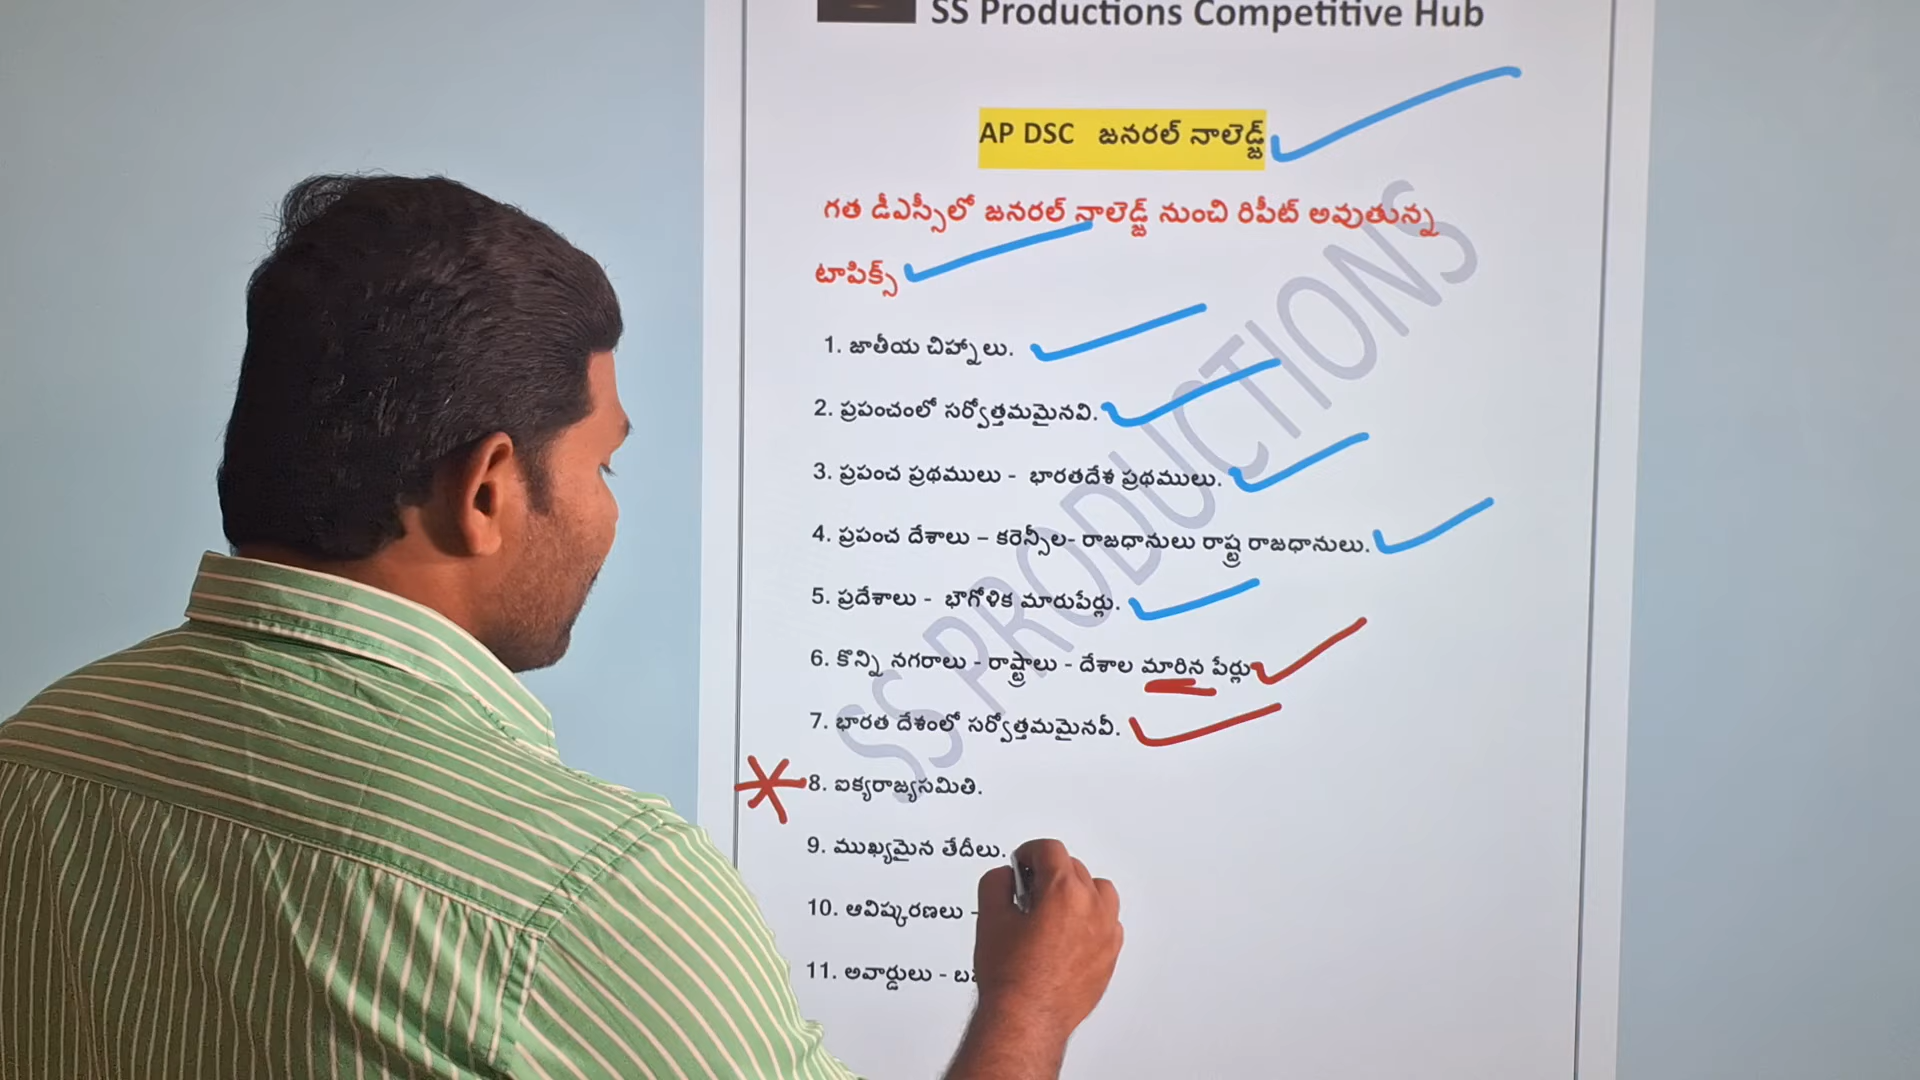 SS Productions Competitive Hub
AP DSC జనరల్ నాలెడ్జ్
గత డీఎస్సీలో జనరల్ నాలెడ్జ్ నుంచి రిపీట్ అవుతున్న
టాపిక్స్
1. జాతీయ చిహ్నాలు.
2. ప్రపంచంలో సర్వోత్తమమైనవి.
3. ప్రపంచ ప్రథములు - భారతదేశ ప్రథములు.
4. ప్రపంచ దేశాలు – కరెన్సీల- రాజధానులు రాష్ట్ర రాజధానులు.
5. ప్రదేశాలు - భౌగోళిక మారుపేర్లు.
6. కొన్ని నగరాలు - రాష్ట్రాలు - దేశాల మారిన పేర్లు
7. భారత దేశంలో సర్వోత్తమమైనవీ.
8. ఐక్యరాజ్యసమితి.
9. ముఖ్యమైన తేదీలు.
10. ఆవిష్కరణలు -
11. అవార్డులు -
SS PRODUCTIONS